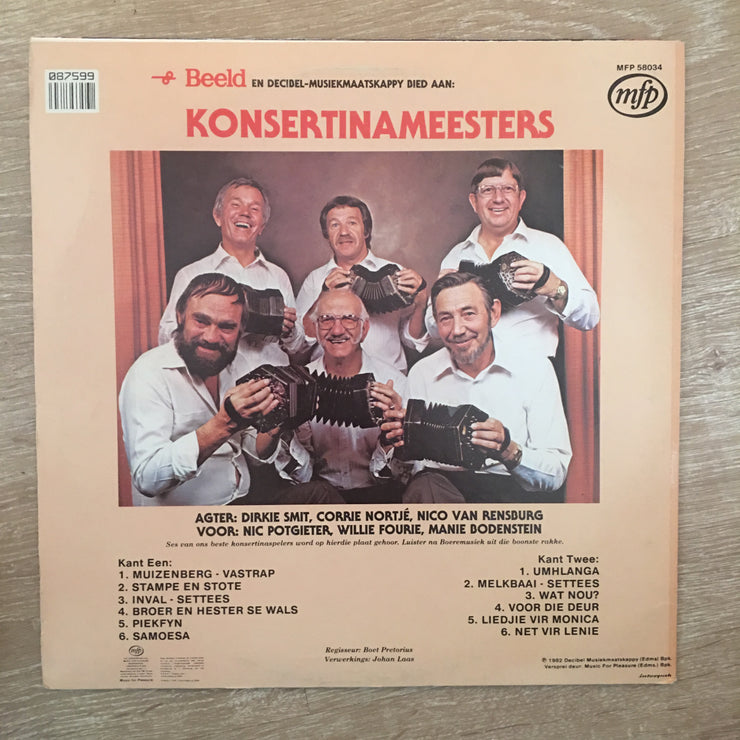 087599
Beeld EN DECIBEL-MUSIEKMAATSKAPPY BIED AAN:
MFP 58034
mfp
KONSERTINAMEESTERS
AGTER: DIRKIE SMIT, CORRIE NORTJÉ, NICO VAN RENSBURG
VOOR: NIC POTGIETER, WILLIE FOURIE, MANIE BODENSTEIN
Ses van ons beste konsertinaspelers word op hierdie plaat gehoor. Luister na Boeremusiek uit die boonste rakke.
Kant Een:
1. MUIZENBERG - VASTRAP
2. STAMPE EN STOTE
3. INVAL - SETTEES
4. BROER EN HESTER SE WALS
5. PIEKFYN
6. SAMOESA
Kant Twee:
1. UMHLANGA
2. MELKBAAI - SETTEES
3. WAT NOU?
4. VOOR DIE DEUR
5. LIEDJIE VIR MONICA
6. NET VIR LENIE
Regisseur: Boet Pretorius
Verwerkings: Johan Laas
mfp
Music for Pleasure
℗ 1982 Decibel Musiekmaatskappy (Edms) Bpk.
Versprei deur: Music For Pleasure (Edms.) Bpk.